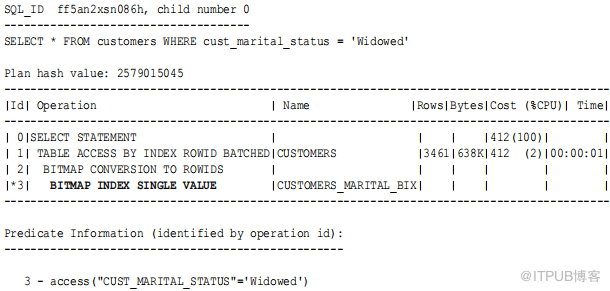 SQL_ID ff5an2xsn086h, child number 0
------------------------------------
SELECT * FROM customers WHERE cust_marital_status = 'Widowed'
Plan hash value: 2579015045
---------------------------------------------------------------------------------------------
|Id| Operation | Name |Rows|Bytes|Cost (%CPU)| Time|
---------------------------------------------------------------------------------------------
| 0|SELECT STATEMENT | | | |412(100)| |
| 1| TABLE ACCESS BY INDEX ROWID BATCHED|CUSTOMERS |3461|638K|412 (2)|00:00:01|
| 2| BITMAP CONVERSION TO ROWIDS | | | | | |
|*3| BITMAP INDEX SINGLE VALUE |CUSTOMERS_MARITAL_BIX| | | | |
---------------------------------------------------------------------------------------------
Predicate Information (identified by operation id):
---------------------------------------------------
3 - access("CUST_MARITAL_STATUS"='Widowed')
@ITPUB博客